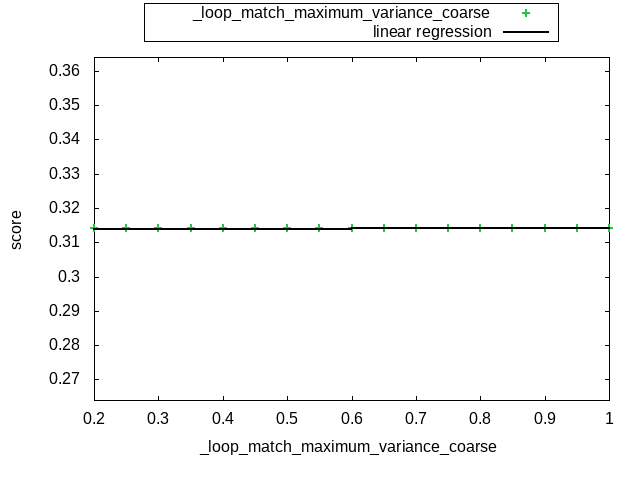 _loop_match_maximum_variance_coarse
linear regression
0.36
0.35
0.34
0.33
0.32
0.31
0.3
0.29
0.28
0.27
score
0.2 0.3 0.4 0.5 0.6 0.7 0.8 0.9 1
_loop_match_maximum_variance_coarse